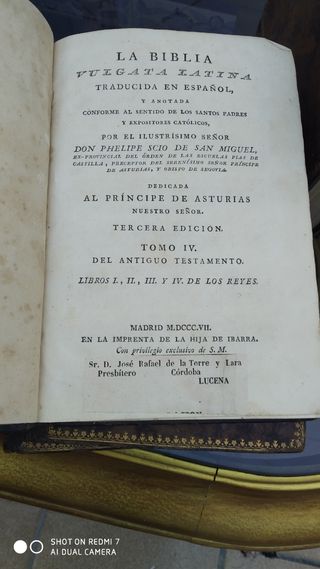 LA BIBLIA
VULGATA LATINA
TRADUCIDA EN ESPAÑOL,
Y ANOTADA
CONFORME AL SENTIDO DE LOS SANTOS PADRES
Y EXPOSITORES CATÓLICOS,
POR EL ILUSTRÍSIMO SEÑOR
DON PHELIPE SCIO DE SAN MIGUEL,
EX-PROVINCIAL DEL ÓRDEN DE LAS ESCUELAS PIAS DE
CASTILLA, PRECEPTOR DEL SERENÍSIMO SEÑOR PRÍNCIPE
DE ASTURIAS, Y OBISPO DE SEGOVIA.
DEDICADA
AL PRÍNCIPE DE ASTURIAS
NUESTRO SEÑOR.
TERCERA EDICION.
TOMO IV.
DEL ANTIGUO TESTAMENTO.
LIBROS I., II., III. Y IV. DE LOS REYES.
MADRID M.DCCC.VII.
EN LA IMPRENTA DE LA HIJA DE IBARRA.
Con privilegio exclusivo de S. M.
Sr. D. José Rafael de la Torre y Lara
Presbítero Córdoba
LUCENA
SHOT ON REDMI 7
AI DUAL CAMERA